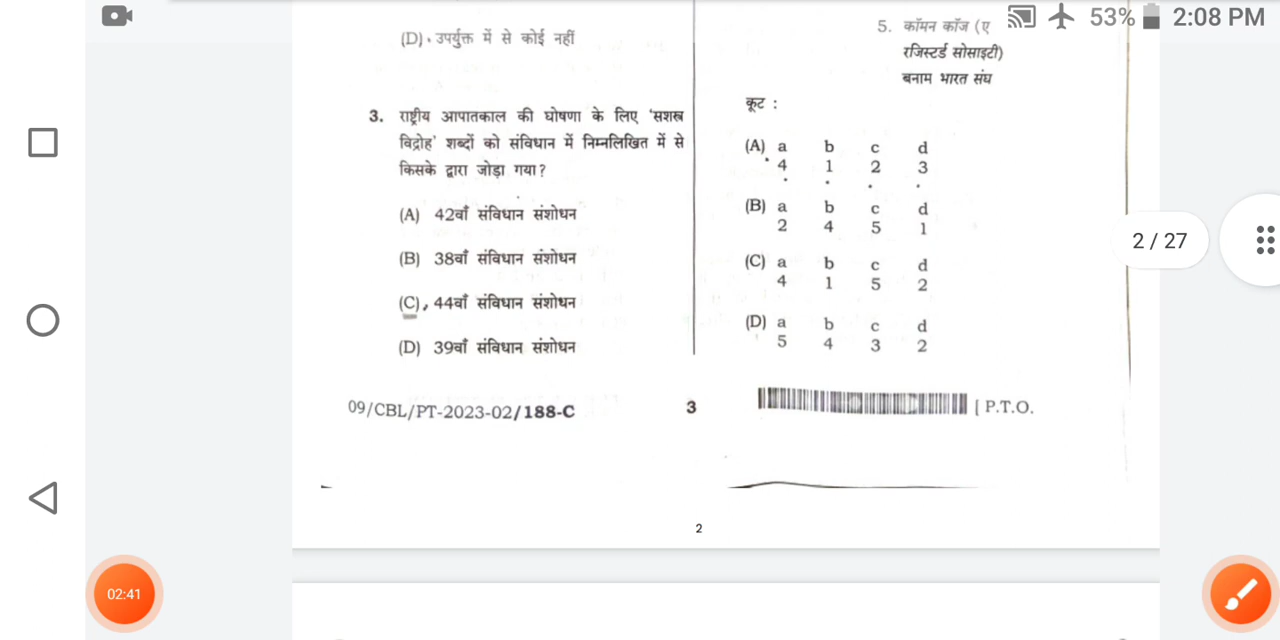 53% 2:08 PM
(D) उपर्युक्त में से कोई नहीं
3. राष्ट्रीय आपातकाल की घोषणा के लिए 'सशस्त्र
विद्रोह' शब्दों को संविधान में निम्नलिखित में से
किसके द्वारा जोड़ा गया?
(A) 42वाँ संविधान संशोधन
(B) 38वाँ संविधान संशोधन
(C) 44वाँ संविधान संशोधन
(D) 39वाँ संविधान संशोधन
5. कॉमन कॉज (ए
रजिस्टर्ड सोसाइटी)
बनाम भारत संघ
कूट :
(A) a b c d
4 1 2 3
(B) a b c d
2 4 5 1
(C) a b c d
4 1 5 2
(D) a b c d
5 4 3 2
2 / 27
09/CBL/PT-2023-02/188-C 3 [ P.T.O.
2
02:41